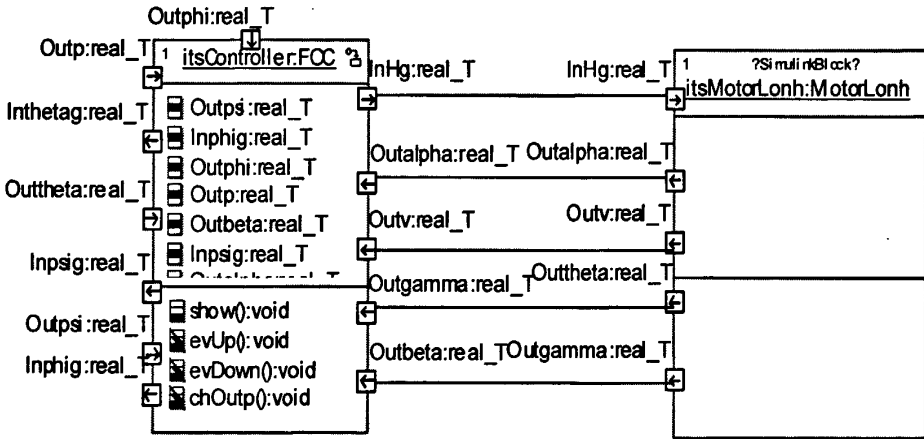 Outphi:real_T
Outp:real_T
1 itsController:FCC
InHg:real_T
InHg:real_T
1 ?SimulinkBlock?
itsMotorLonh:MotorLonh
Inthetag:real_T
Outpsi:real_T
Inphig:real_T
Outphi:real_T
Outp:real_T
Outbeta:real_T
Inpsig:real_T
Outalpha:real_T
Outalpha:real_T
Outalpha:real_T
Outtheta:real_T
Outv:real_T
Outv:real_T
Inpsig:real_T
Outgamma:real_T
Outtheta:real_T
show():void
evUp():void
evDown():void
chOutp():void
Outpsi:real_T
Inphig:real_T
Outbeta:real_T
Outgamma:real_T